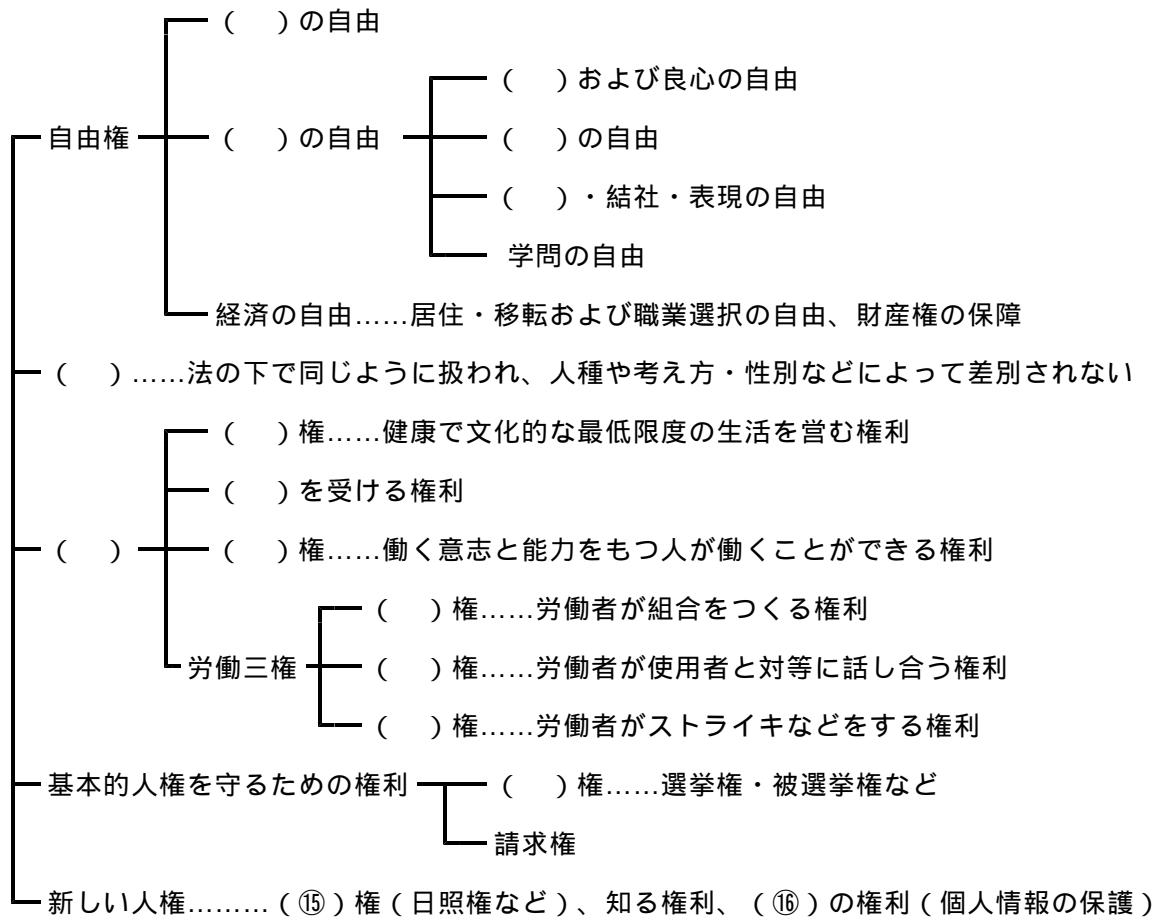 (　)の自由
(　)および良心の自由
自由権 (　)の自由 (　)の自由
(　)・結社・表現の自由
学問の自由
経済の自由……居住・移転および職業選択の自由、財産権の保障
(　)……法の下で同じように扱われ、人種や考え方・性別などによって差別されない
(　)権……健康で文化的な最低限度の生活を営む権利
(　)を受ける権利
(　) (　)権……働く意志と能力をもつ人が働くことができる権利
(　)権……労働者が組合をつくる権利
労働三権 (　)権……労働者が使用者と対等に話し合う権利
(　)権……労働者がストライキなどをする権利
基本的人権を守るための権利 (　)権……選挙権・被選挙権など
請求権
新しい人権………(⑮)権(日照権など)、知る権利、(⑯)の権利(個人情報の保護)